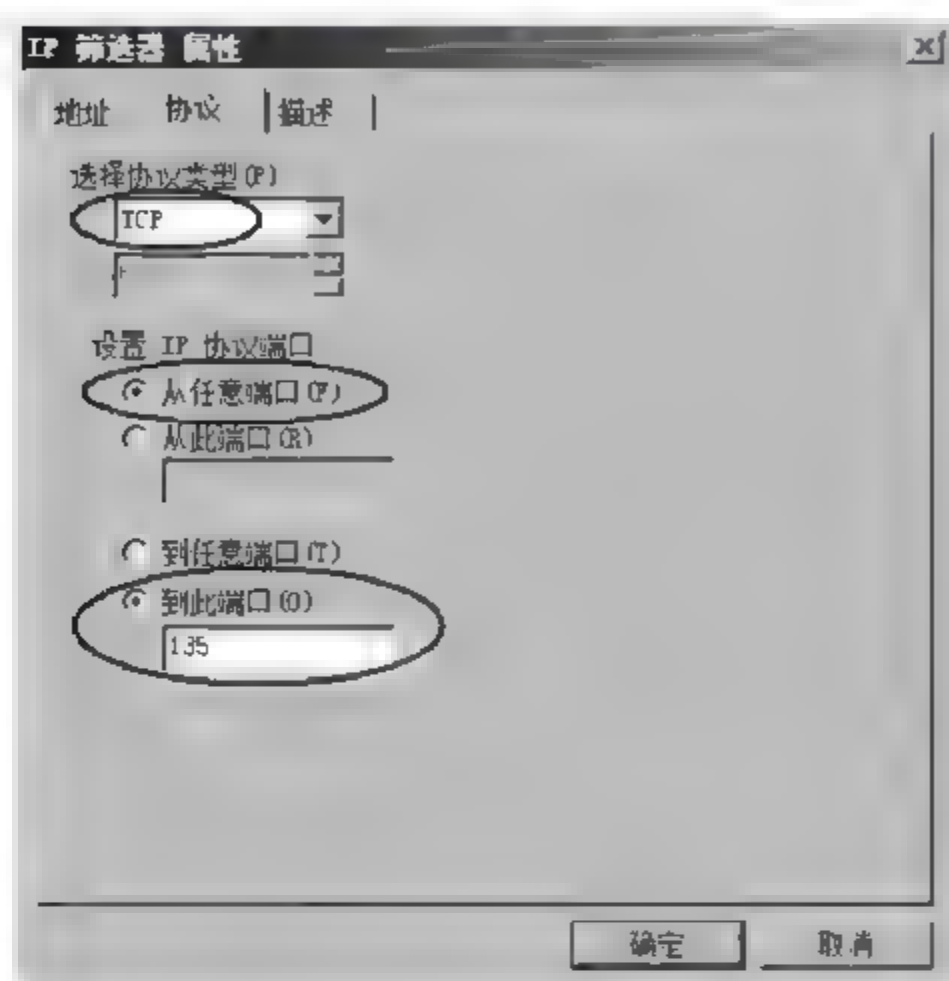 IP 筛选器 属性
地址 协议 描述
选择协议类型(P)
TCP
设置 IP 协议端口
从任意端口(F)
从此端口(R)
到任意端口(T)
到此端口(O)
135
确定 取消